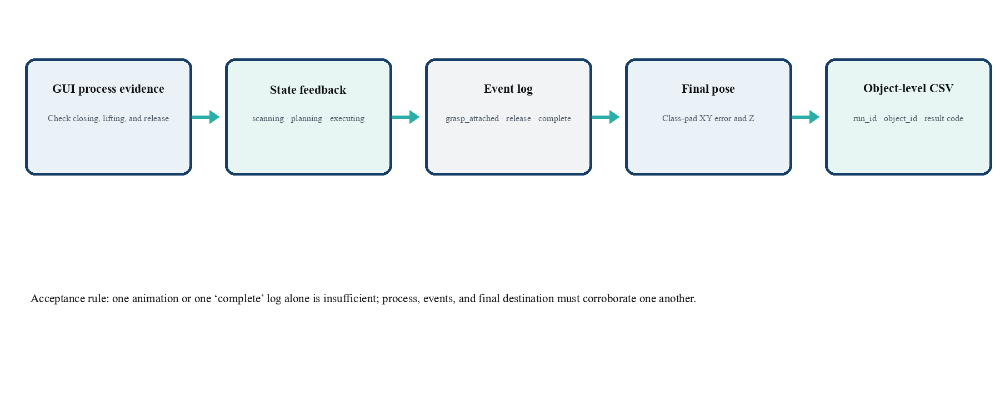 GUI process evidence
Check closing, lifting, and release
State feedback
scanning · planning · executing
Event log
grasp_attached · release · complete
Final pose
Class-pad XY error and Z
Object-level CSV
run_id · object_id · result code
Acceptance rule: one animation or one ‘complete’ log alone is insufficient; process, events, and final destination must corroborate one another.